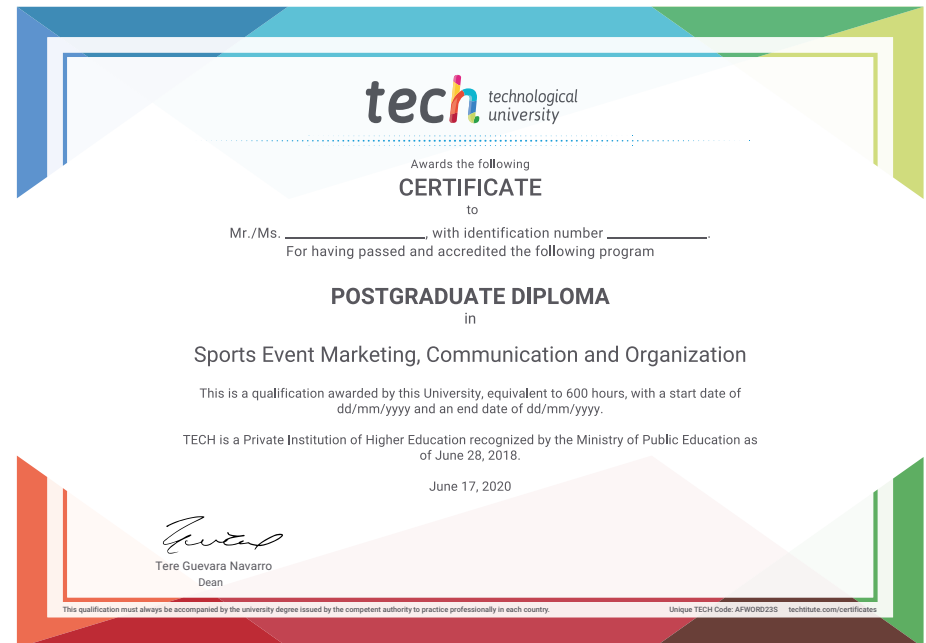 tech technological
university
Awards the following
CERTIFICATE
to
Mr./Ms. ____________________, with identification number ______________.
For having passed and accredited the following program
POSTGRADUATE DIPLOMA
in
Sports Event Marketing, Communication and Organization
This is a qualification awarded by this University, equivalent to 600 hours, with a start date of
dd/mm/yyyy and an end date of dd/mm/yyyy.
TECH is a Private Institution of Higher Education recognized by the Ministry of Public Education as
of June 28, 2018.
June 17, 2020
Tere Guevara Navarro
Dean
This qualification must always be accompanied by the university degree issued by the competent authority to practice professionally in each country. Unique TECH Code: AFWORD23S techtitute.com/certificates